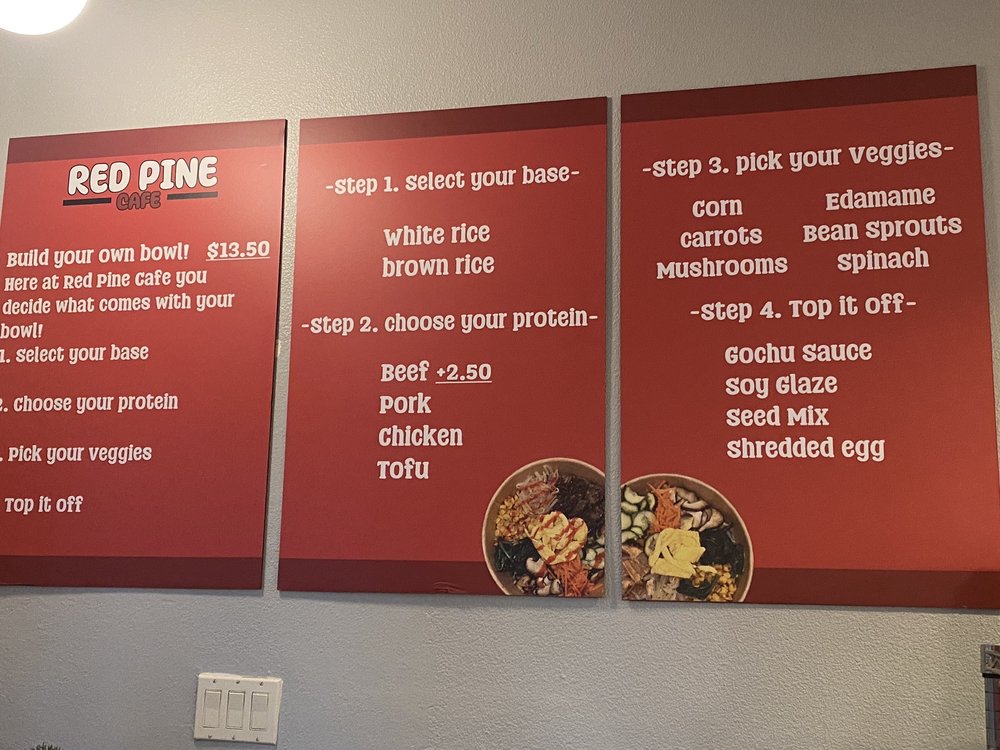 RED PINE
CAFE
Build your own bowl! $13.50
Here at Red Pine Cafe you
decide what comes with your
bowl!
1. Select your base
2. Choose your protein
. Pick your veggies
Top it off
-Step 1. Select your base-
White rice
brown rice
-Step 2. choose your protein-
Beef +2.50
Pork
Chicken
Tofu
-Step 3. pick your veggies-
Corn
carrots
Mushrooms
Edamame
Bean Sprouts
Spinach
-Step 4. Top it off-
Gochu Sauce
Soy Glaze
Seed Mix
Shredded egg